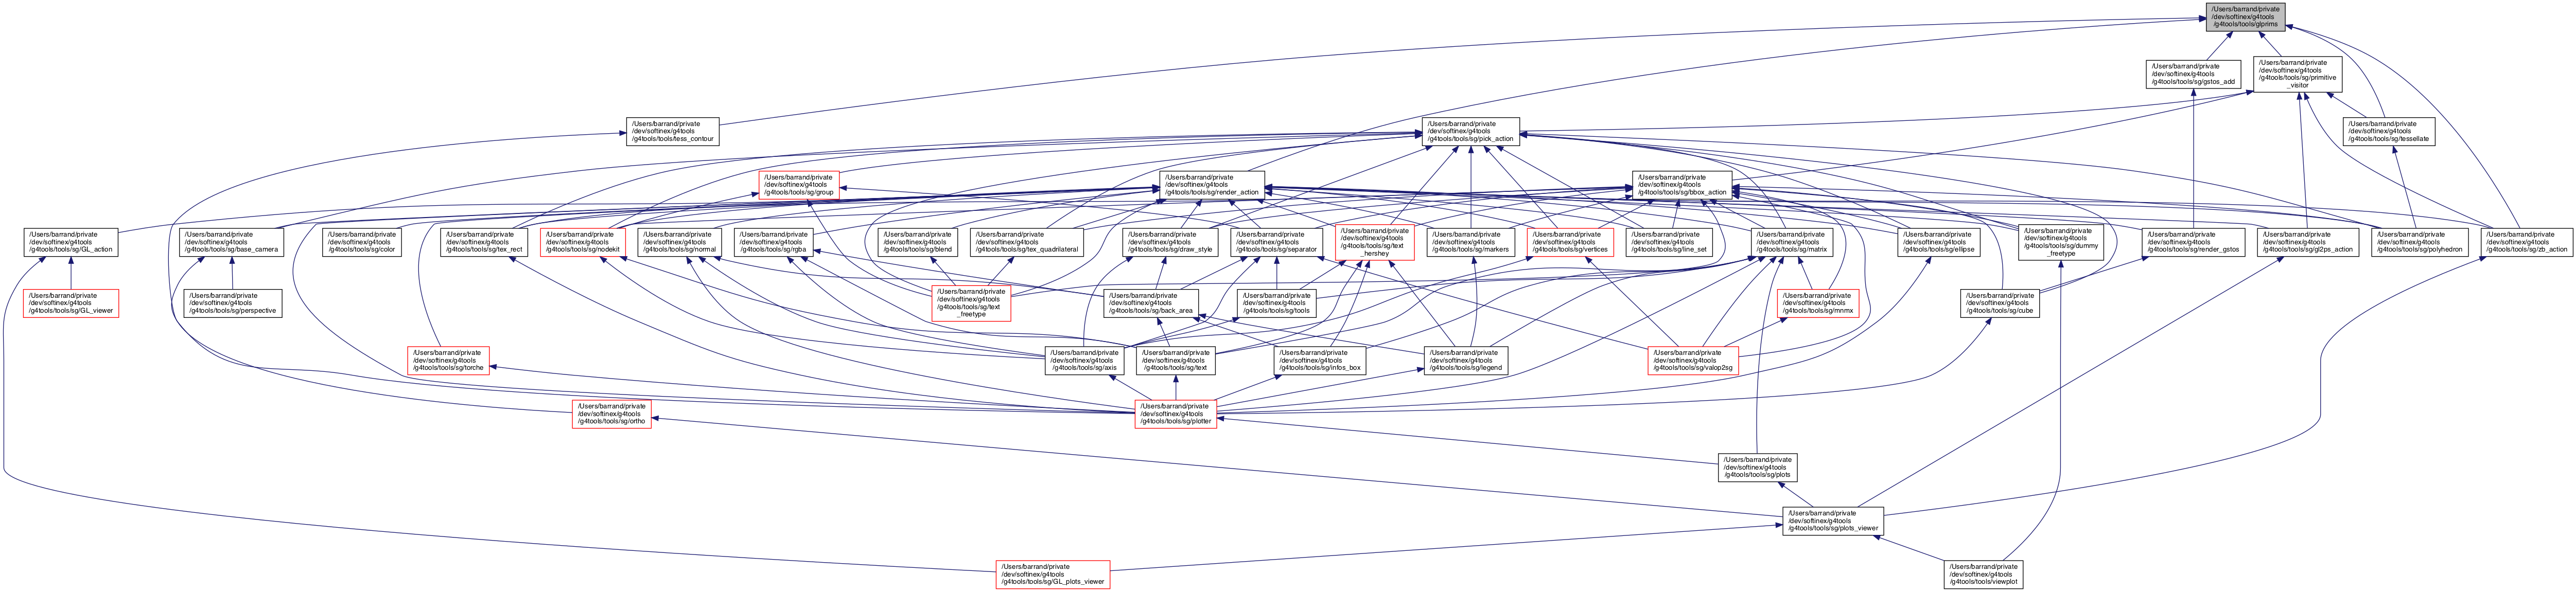 /Users/barrand/private
/dev/softinex/g4tools
/g4tools/tools/glprims
/Users/barrand/private
/dev/softinex/g4tools
/g4tools/tools/sg/gstos_add
/Users/barrand/private
/dev/softinex/g4tools
/g4tools/tools/sg/primitive
_visitor
/Users/barrand/private
/dev/softinex/g4tools
/g4tools/tools/tess_contour
/Users/barrand/private
/dev/softinex/g4tools
/g4tools/tools/sg/pick_action
/Users/barrand/private
/dev/softinex/g4tools
/g4tools/tools/sg/tessellate
/Users/barrand/private
/dev/softinex/g4tools
/g4tools/tools/sg/group
/Users/barrand/private
/dev/softinex/g4tools
/g4tools/tools/sg/render_action
/Users/barrand/private
/dev/softinex/g4tools
/g4tools/tools/sg/bbox_action
/Users/barrand/private
/dev/softinex/g4tools
/g4tools/tools/sg/GL_action
/Users/barrand/private
/dev/softinex/g4tools
/g4tools/tools/sg/base_camera
/Users/barrand/private
/dev/softinex/g4tools
/g4tools/tools/sg/color
/Users/barrand/private
/dev/softinex/g4tools
/g4tools/tools/sg/tex_rect
/Users/barrand/private
/dev/softinex/g4tools
/g4tools/tools/sg/nodekit
/Users/barrand/private
/dev/softinex/g4tools
/g4tools/tools/sg/normal
/Users/barrand/private
/dev/softinex/g4tools
/g4tools/tools/sg/rgba
/Users/barrand/private
/dev/softinex/g4tools
/g4tools/tools/sg/blend
/Users/barrand/private
/dev/softinex/g4tools
/g4tools/tools/sg/tex_quadrilateral
/Users/barrand/private
/dev/softinex/g4tools
/g4tools/tools/sg/draw_style
/Users/barrand/private
/dev/softinex/g4tools
/g4tools/tools/sg/separator
/Users/barrand/private
/dev/softinex/g4tools
/g4tools/tools/sg/text
_hershey
/Users/barrand/private
/dev/softinex/g4tools
/g4tools/tools/sg/markers
/Users/barrand/private
/dev/softinex/g4tools
/g4tools/tools/sg/vertices
/Users/barrand/private
/dev/softinex/g4tools
/g4tools/tools/sg/line_set
/Users/barrand/private
/dev/softinex/g4tools
/g4tools/tools/sg/matrix
/Users/barrand/private
/dev/softinex/g4tools
/g4tools/tools/sg/ellipse
/Users/barrand/private
/dev/softinex/g4tools
/g4tools/tools/sg/dummy
_freetype
/Users/barrand/private
/dev/softinex/g4tools
/g4tools/tools/sg/render_gstos
/Users/barrand/private
/dev/softinex/g4tools
/g4tools/tools/sg/gl2ps_action
/Users/barrand/private
/dev/softinex/g4tools
/g4tools/tools/sg/polyhedron
/Users/barrand/private
/dev/softinex/g4tools
/g4tools/tools/sg/zb_action
/Users/barrand/private
/dev/softinex/g4tools
/g4tools/tools/sg/GL_viewer
/Users/barrand/private
/dev/softinex/g4tools
/g4tools/tools/sg/perspective
/Users/barrand/private
/dev/softinex/g4tools
/g4tools/tools/sg/text
_freetype
/Users/barrand/private
/dev/softinex/g4tools
/g4tools/tools/sg/back_area
/Users/barrand/private
/dev/softinex/g4tools
/g4tools/tools/sg/tools
/Users/barrand/private
/dev/softinex/g4tools
/g4tools/tools/sg/mnmx
/Users/barrand/private
/dev/softinex/g4tools
/g4tools/tools/sg/cube
/Users/barrand/private
/dev/softinex/g4tools
/g4tools/tools/sg/torche
/Users/barrand/private
/dev/softinex/g4tools
/g4tools/tools/sg/axis
/Users/barrand/private
/dev/softinex/g4tools
/g4tools/tools/sg/text
/Users/barrand/private
/dev/softinex/g4tools
/g4tools/tools/sg/infos_box
/Users/barrand/private
/dev/softinex/g4tools
/g4tools/tools/sg/legend
/Users/barrand/private
/dev/softinex/g4tools
/g4tools/tools/sg/valop2sg
/Users/barrand/private
/dev/softinex/g4tools
/g4tools/tools/sg/ortho
/Users/barrand/private
/dev/softinex/g4tools
/g4tools/tools/sg/plotter
/Users/barrand/private
/dev/softinex/g4tools
/g4tools/tools/sg/plots
/Users/barrand/private
/dev/softinex/g4tools
/g4tools/tools/sg/plots_viewer
/Users/barrand/private
/dev/softinex/g4tools
/g4tools/tools/sg/GL_plots_viewer
/Users/barrand/private
/dev/softinex/g4tools
/g4tools/tools/viewplot